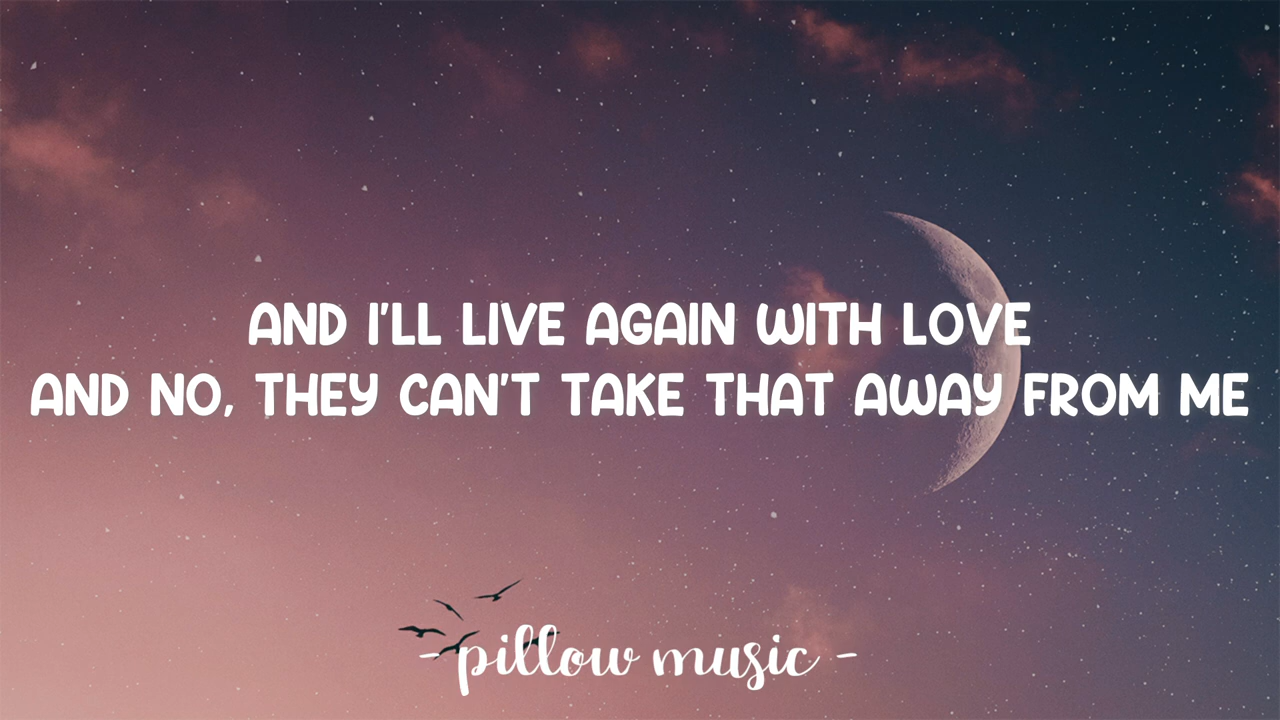 AND I'LL LIVE AGAIN WITH LOVE
AND NO, THEY CAN'T TAKE THAT AWAY FROM ME
- pillow music -